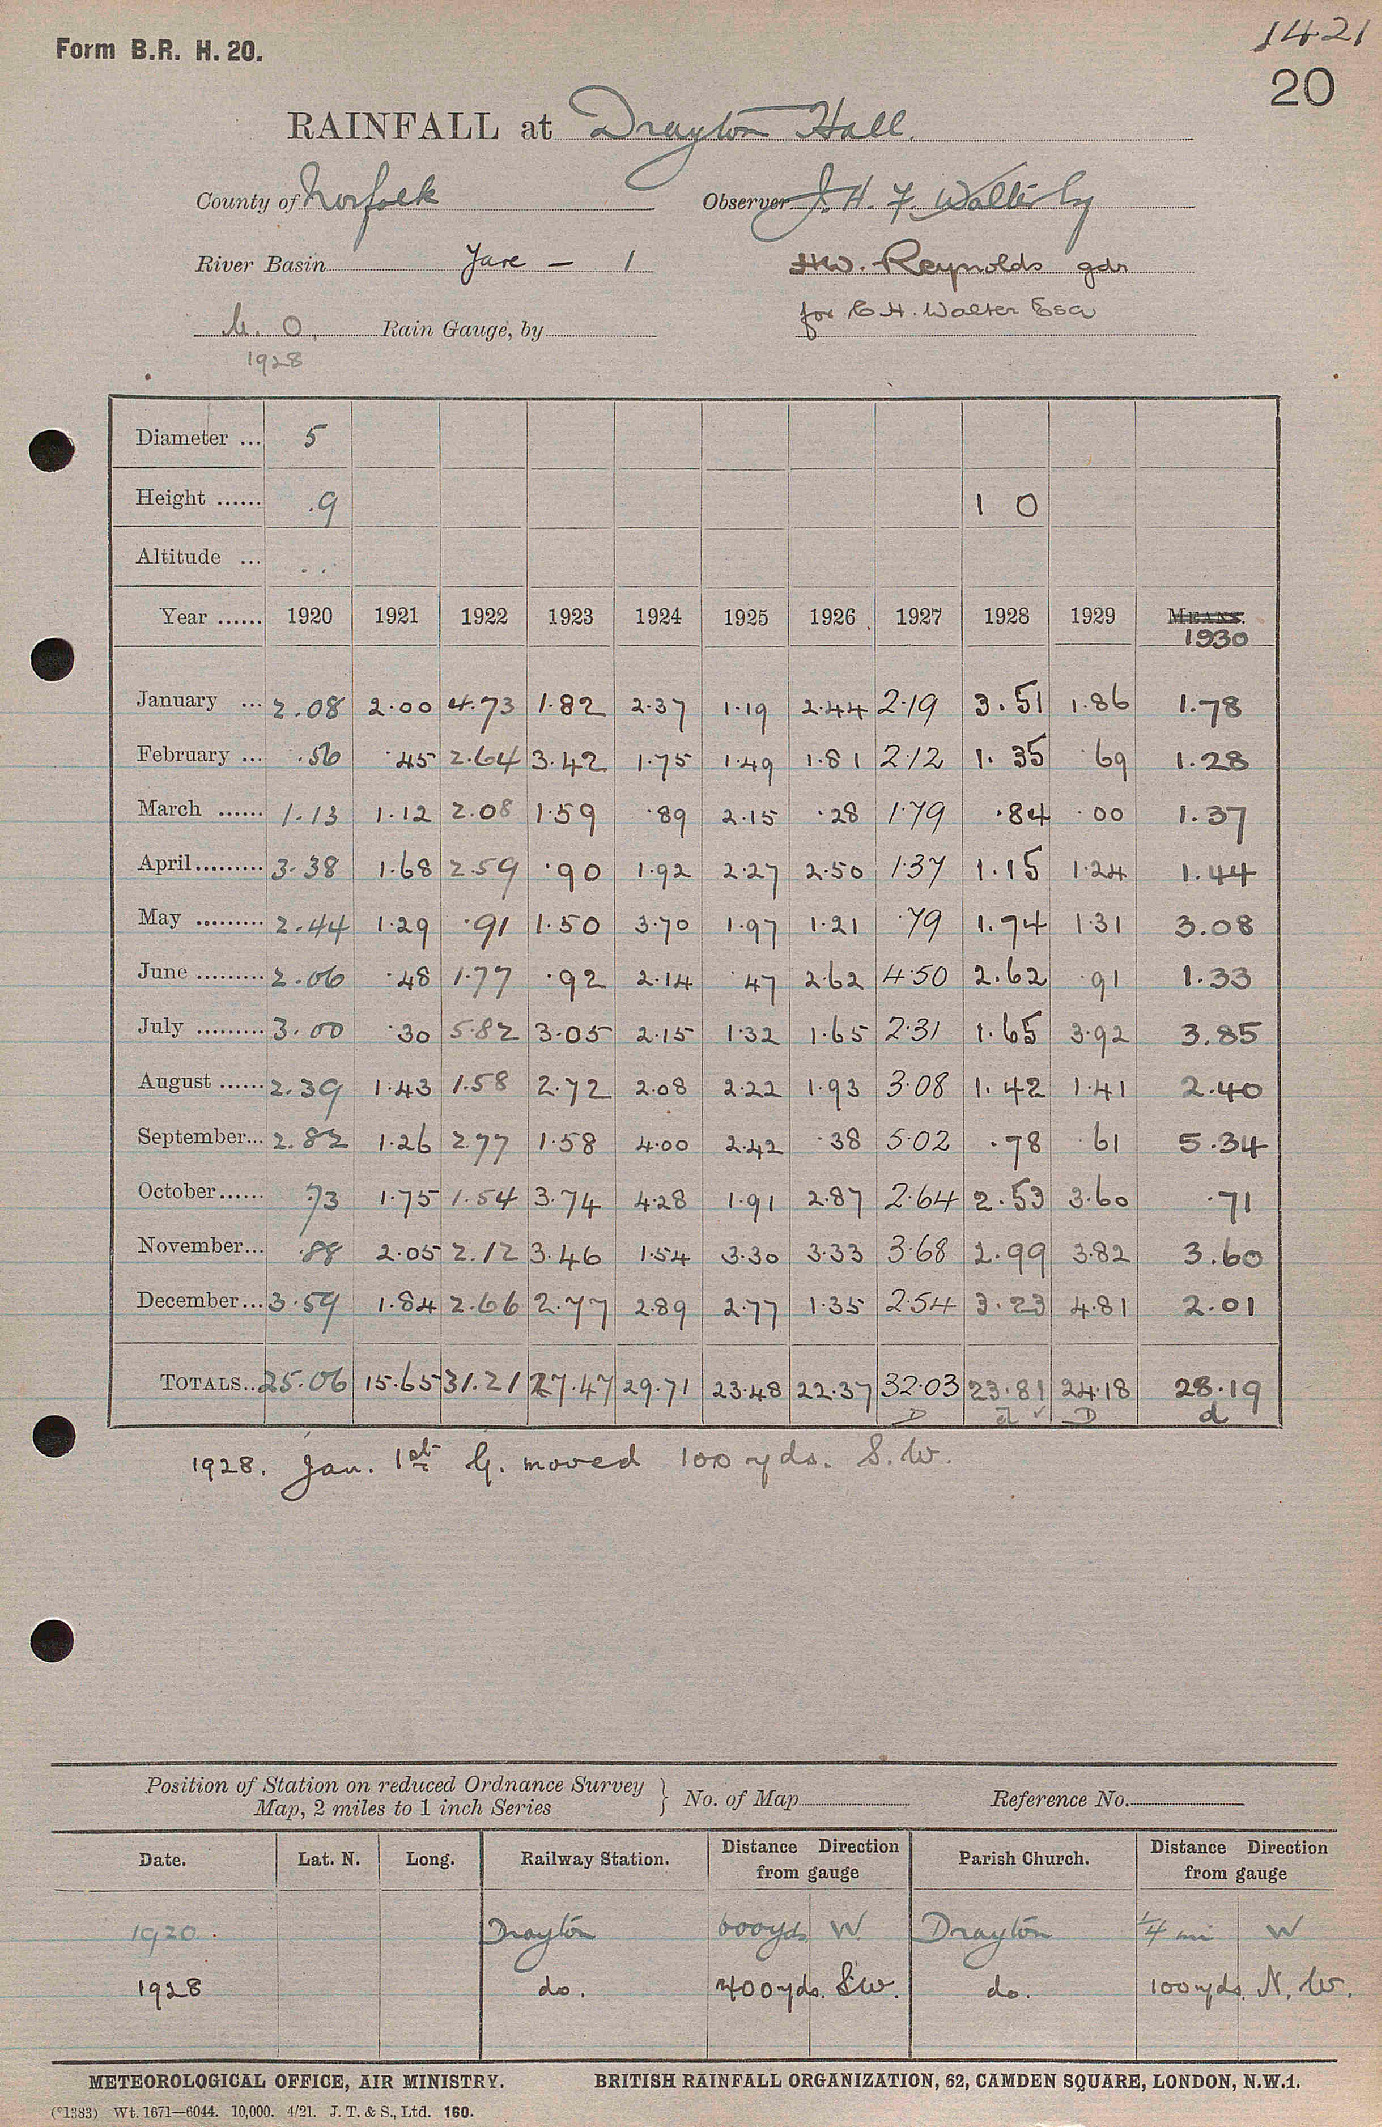 1421
Form B.R. H. 20.
20
RAINFALL at Drayton Hall.
County of Norfolk Observer J. H. F. Walter Esq
River Basin Yare — 1 H.W. Reynolds gdr
M. O. Rain Gauge, by for C. H. Walter Esq
1928
Diameter ... 5
Height ...... .9 1 0
Altitude ... ..
Year ...... 1920 1921 1922 1923 1924 1925 1926 1927 1928 1929 MEANS.
1930
January ... 2.08 2.00 4.73 1.82 2.37 1.19 2.44 2.19 3.51 1.86 1.78
February ... .56 .45 2.64 3.42 1.75 1.49 1.81 2.12 1.35 .69 1.28
March ...... 1.13 1.12 2.08 1.59 .89 2.15 .28 1.79 .84 .00 1.37
April ......... 3.38 1.68 2.59 .90 1.92 2.27 2.50 1.37 1.15 1.24 1.44
May ......... 2.44 1.29 .91 1.50 3.70 1.97 1.21 .79 1.74 1.31 3.08
June ......... 2.06 .48 1.77 .92 2.14 .47 2.62 4.50 2.62 .91 1.33
July ......... 3.00 .30 5.82 3.05 2.15 1.32 1.65 2.31 1.65 3.92 3.85
August ...... 2.39 1.43 1.58 2.72 2.08 2.22 1.93 3.08 1.42 1.41 2.40
September... 2.82 1.26 2.77 1.58 4.00 2.42 .38 5.02 .78 .61 5.34
October...... .73 1.75 1.54 3.74 4.28 1.91 2.87 2.64 2.53 3.60 .71
November... .88 2.05 2.12 3.46 1.54 3.30 3.33 3.68 2.99 3.82 3.60
December... 3.59 1.84 2.66 2.77 2.89 2.77 1.35 2.54 3.23 4.81 2.01
TOTALS.. 25.06 15.65 31.21 27.47 29.71 23.48 22.37 32.03 23.81 24.18 28.19
D d ✓ D d
1928. Jan. 1st G. moved 100 yds. S.W.
Position of Station on reduced Ordnance Survey } No. of Map Reference No.
Map, 2 miles to 1 inch Series
Date. Lat. N. Long. Railway Station. Distance Direction from gauge Parish Church. Distance Direction from gauge
1920 Drayton 600yds W. Drayton 1/4 mi W
1928 do. 400yds. S.W. do. 100yds. N.W.
METEOROLOGICAL OFFICE, AIR MINISTRY. BRITISH RAINFALL ORGANIZATION, 62, CAMDEN SQUARE, LONDON, N.W.1.
(*1383) Wt. 1671—6044. 10,000. 4/21. J. T. & S., Ltd. 160.